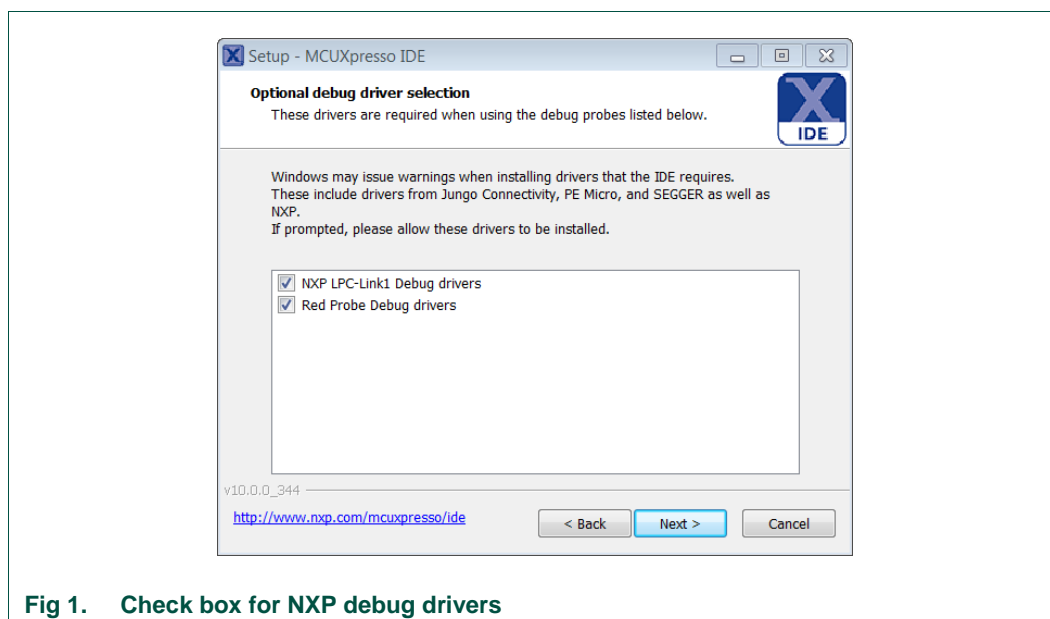 Setup - MCUXpresso IDE
Optional debug driver selection
These drivers are required when using the debug probes listed below.
X
IDE
Windows may issue warnings when installing drivers that the IDE requires.
These include drivers from Jungo Connectivity, PE Micro, and SEGGER as well as
NXP.
If prompted, please allow these drivers to be installed.
NXP LPC-Link1 Debug drivers
Red Probe Debug drivers
v10.0.0_344
http://www.nxp.com/mcuxpresso/ide
< Back Next > Cancel
Fig 1. Check box for NXP debug drivers